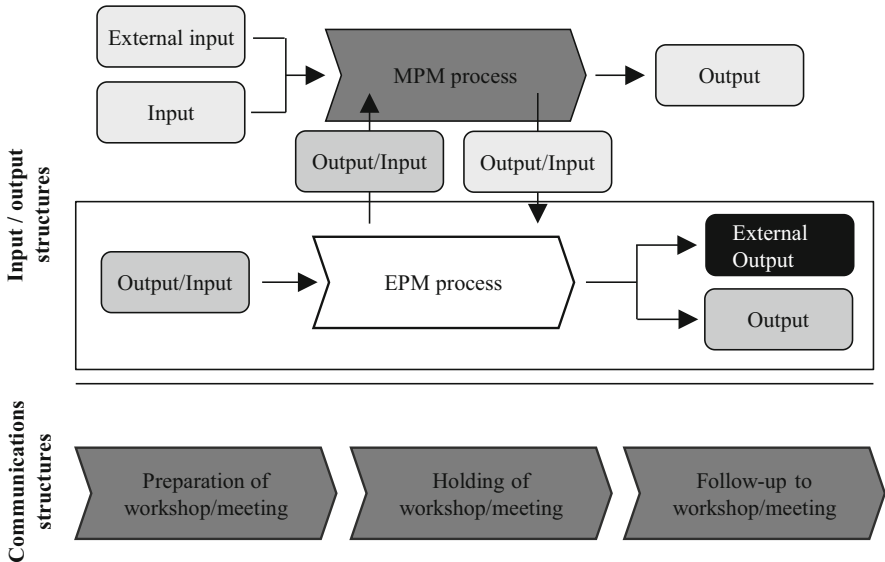 External input
MPM process
Output
Input
Output/Input
Output/Input
Input / output
structures
External
Output
Output/Input
EPM process
Output
Communications
structures
Preparation of
workshop/meeting
Holding of
workshop/meeting
Follow-up to
workshop/meeting